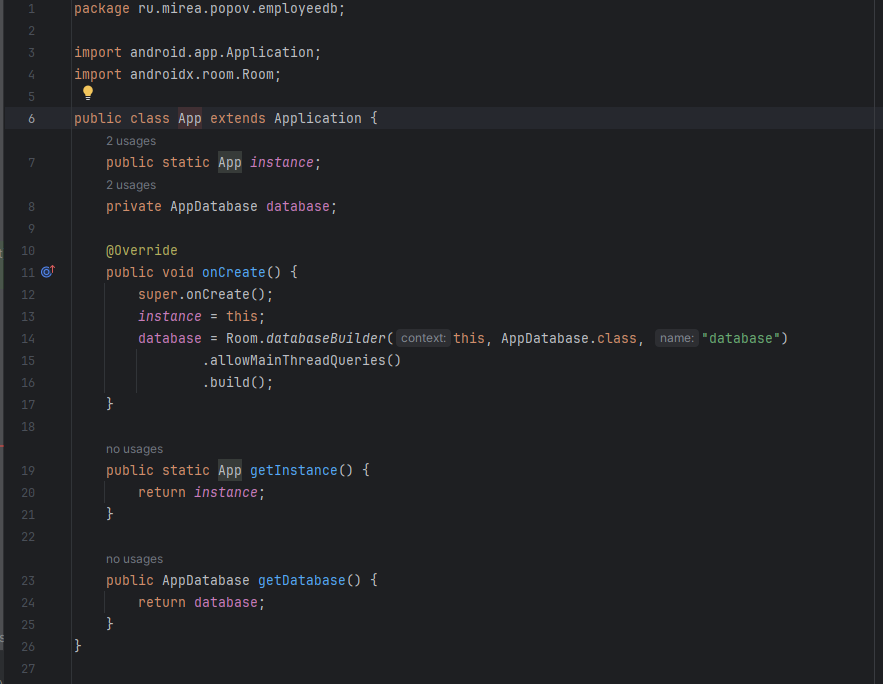 1 package ru.mirea.popov.employeedb;
2
3 import android.app.Application;
4 import androidx.room.Room;
5
6 public class App extends Application {
2 usages
7 public static App instance;
2 usages
8 private AppDatabase database;
9
10 @Override
11 public void onCreate() {
12 super.onCreate();
13 instance = this;
14 database = Room.databaseBuilder( context: this, AppDatabase.class, name: "database")
15 .allowMainThreadQueries()
16 .build();
17 }
18
no usages
19 public static App getInstance() {
20 return instance;
21 }
22
no usages
23 public AppDatabase getDatabase() {
24 return database;
25 }
26 }
27